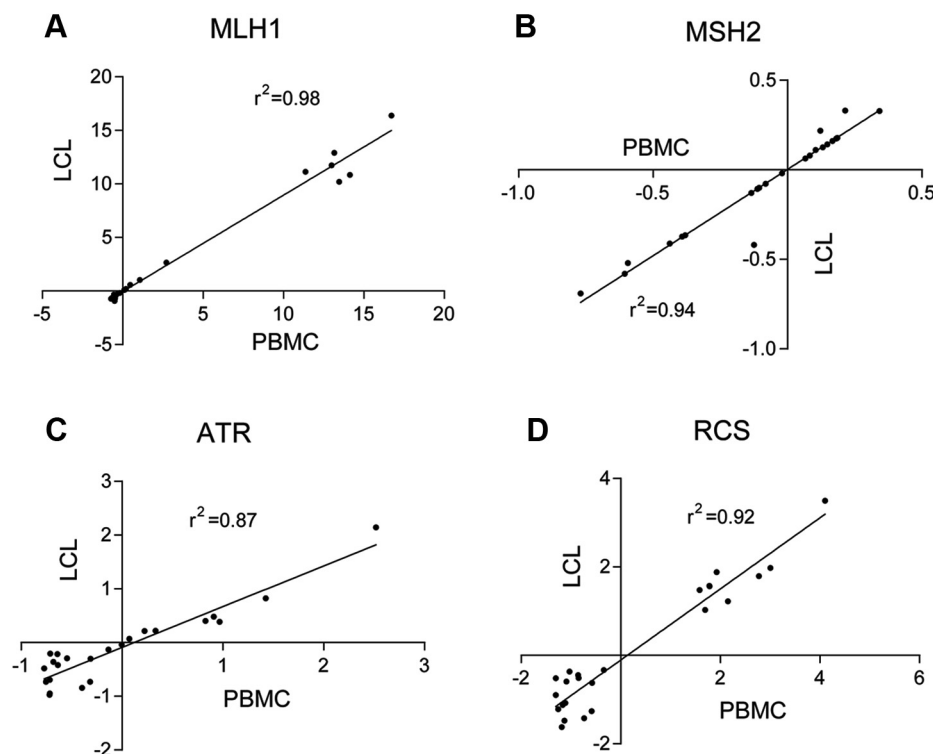 A
MLH1
20
r²=0.98
15
LCL
10
5
-5
5
10
15
20
-5
PBMC
B
MSH2
0.5
PBMC
-1.0
-0.5
0.5
-0.5
LCL
r²=0.94
-1.0
C
ATR
3
r²=0.87
2
LCL
1
-1
1
2
3
-1
PBMC
-2
D
RCS
4
r²=0.92
LCL
2
-2
2
4
6
PBMC
-2